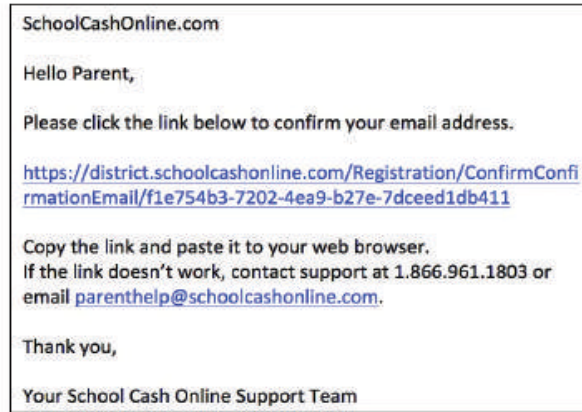 SchoolCashOnline.com
Hello Parent,
Please click the link below to confirm your email address.
https://district.schoolcashonline.com/Registration/ConfirmConfi
rmationEmail/f1e754b3-7202-4ea9-b27e-7dceed1db411
Copy the link and paste it to your web browser.
If the link doesn't work, contact support at 1.866.961.1803 or
email parenthelp@schoolcashonline.com.
Thank you,
Your School Cash Online Support Team